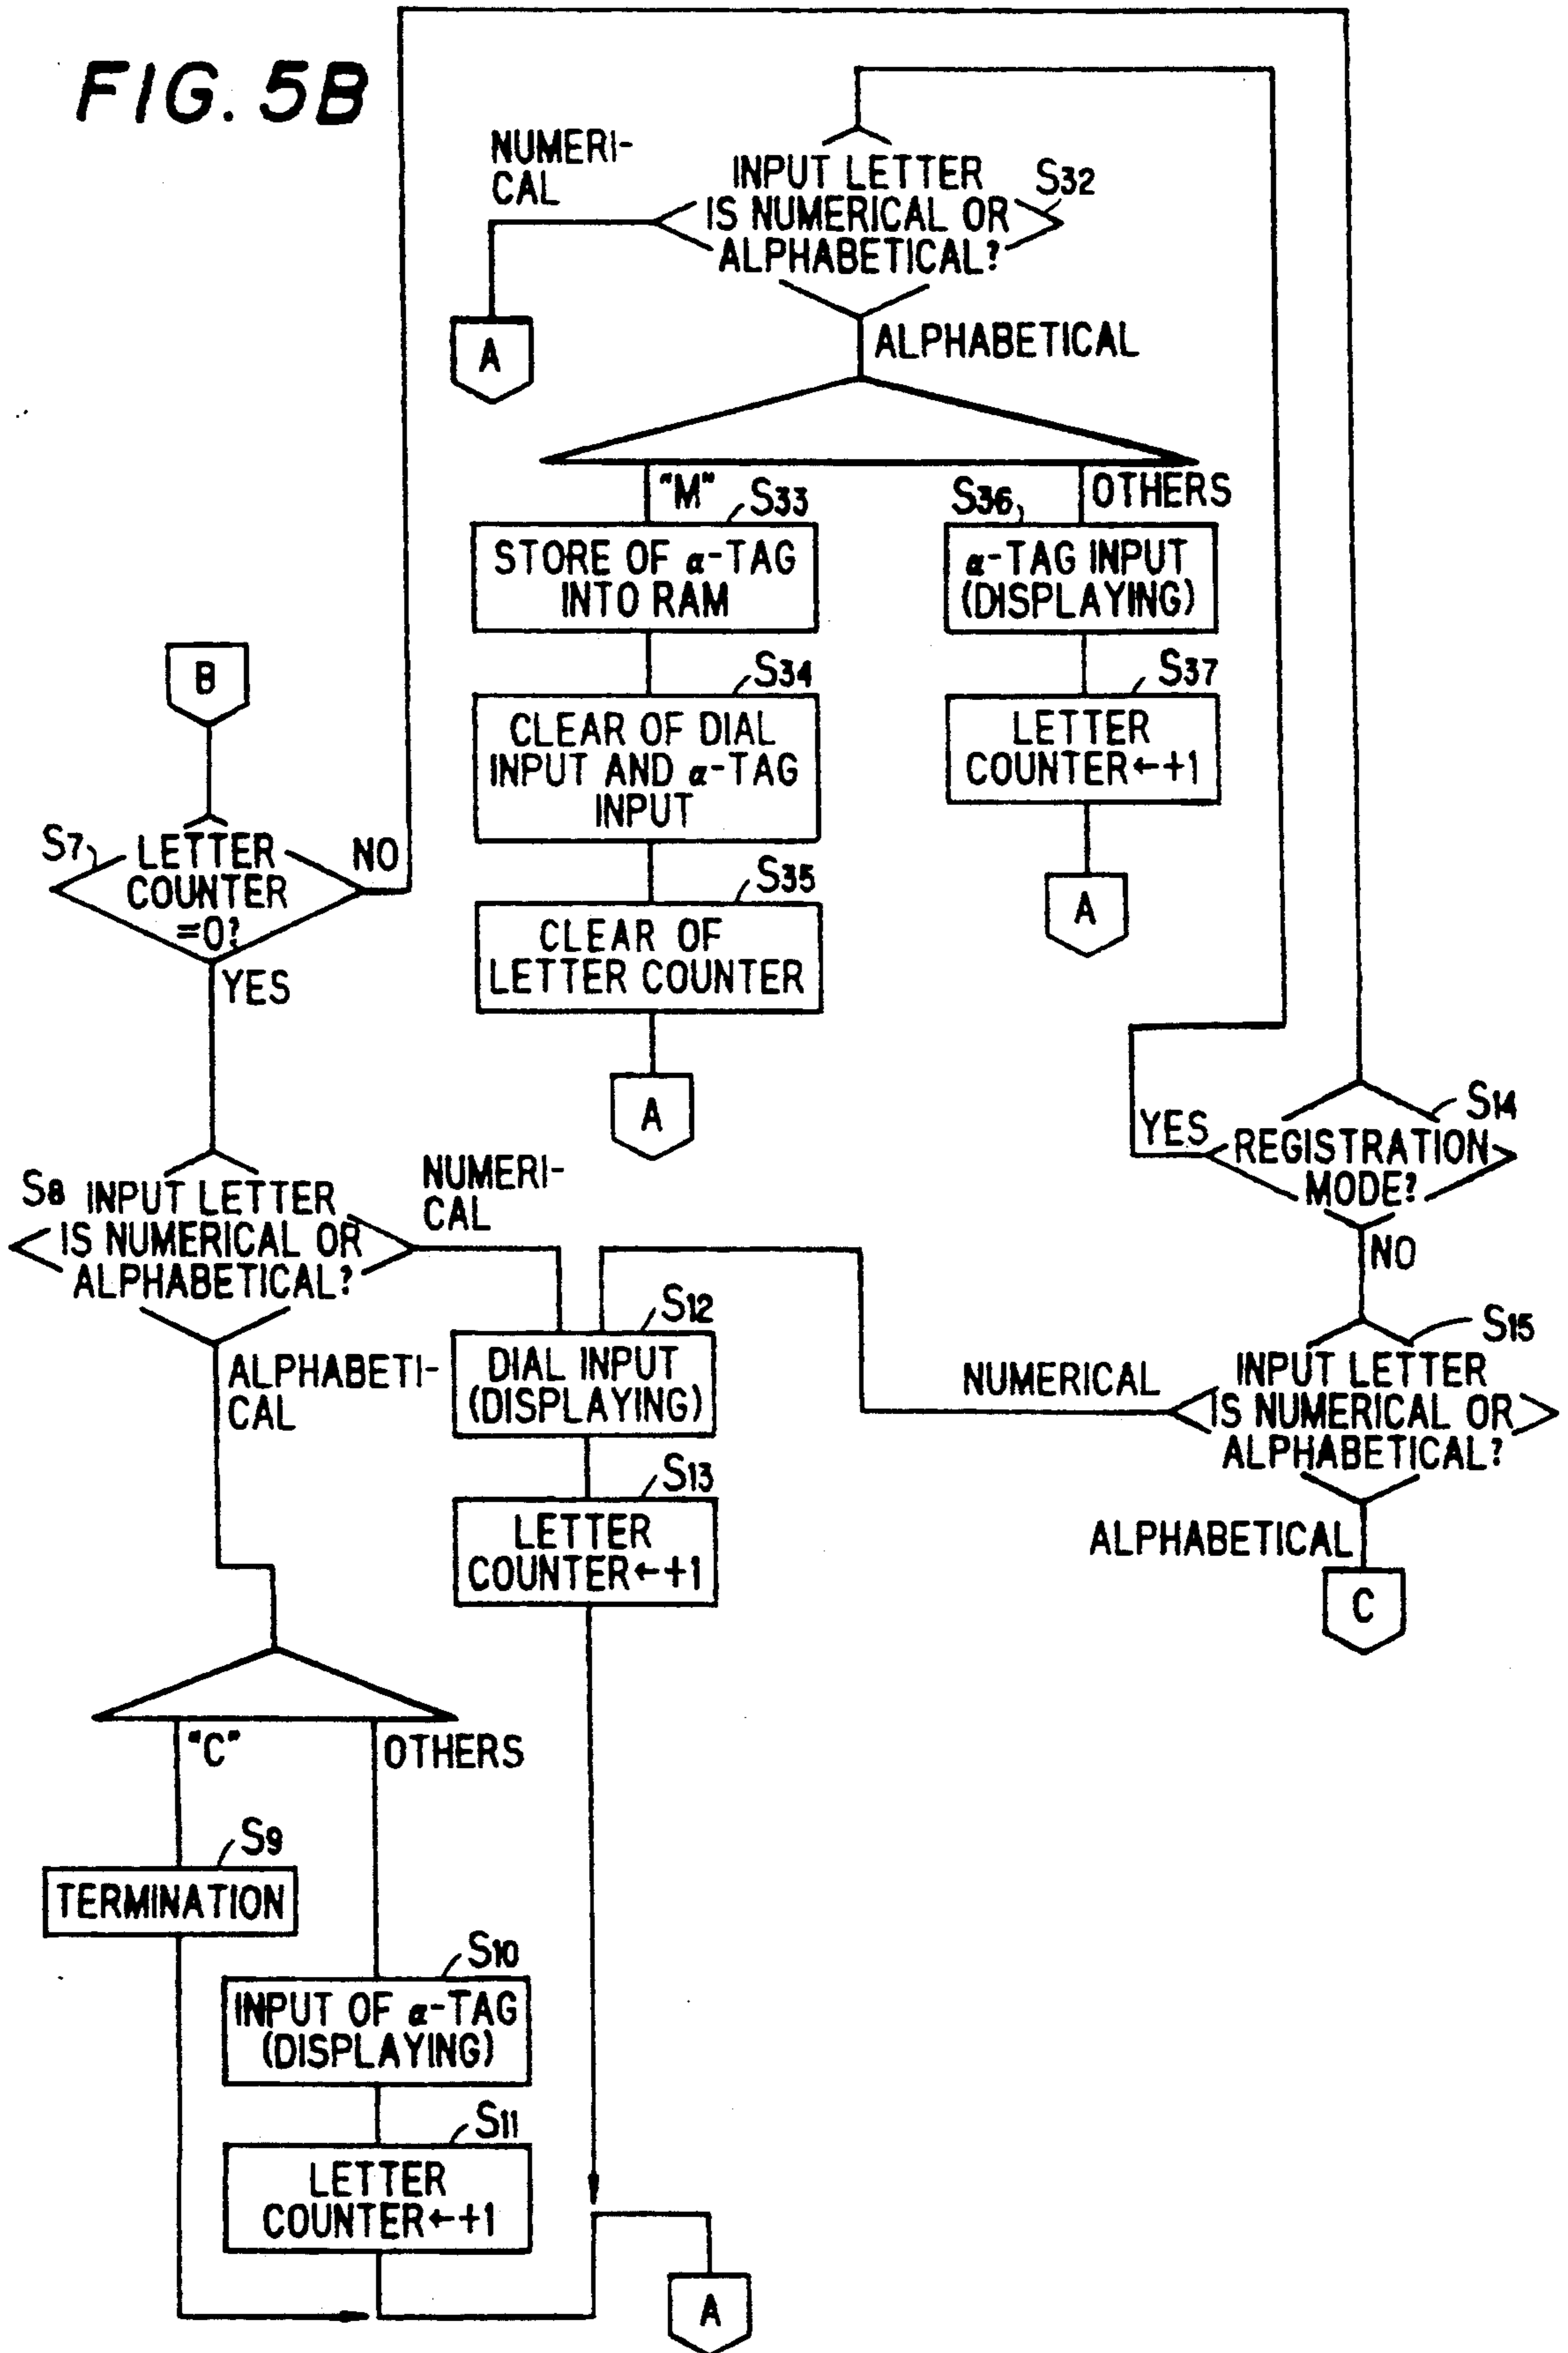 FIG. 5B
NUMERI-
CAL
INPUT LETTER
IS NUMERICAL OR
ALPHABETICAL?
S32
A
ALPHABETICAL
"M"
S33
STORE OF α-TAG
INTO RAM
S36
OTHERS
α-TAG INPUT
(DISPLAYING)
S34
CLEAR OF DIAL
INPUT AND α-TAG
INPUT
S37
LETTER
COUNTER←+1
A
S35
CLEAR OF
LETTER COUNTER
A
B
S7
LETTER
COUNTER
=0?
NO
YES
S14
YES
REGISTRATION
MODE?
NO
S8
INPUT LETTER
IS NUMERICAL OR
ALPHABETICAL?
NUMERI-
CAL
ALPHABETI-
CAL
S12
DIAL INPUT
(DISPLAYING)
S13
LETTER
COUNTER←+1
S15
NUMERICAL
INPUT LETTER
IS NUMERICAL OR
ALPHABETICAL?
ALPHABETICAL
C
"C"
OTHERS
S9
TERMINATION
S10
INPUT OF α-TAG
(DISPLAYING)
S11
LETTER
COUNTER←+1
A